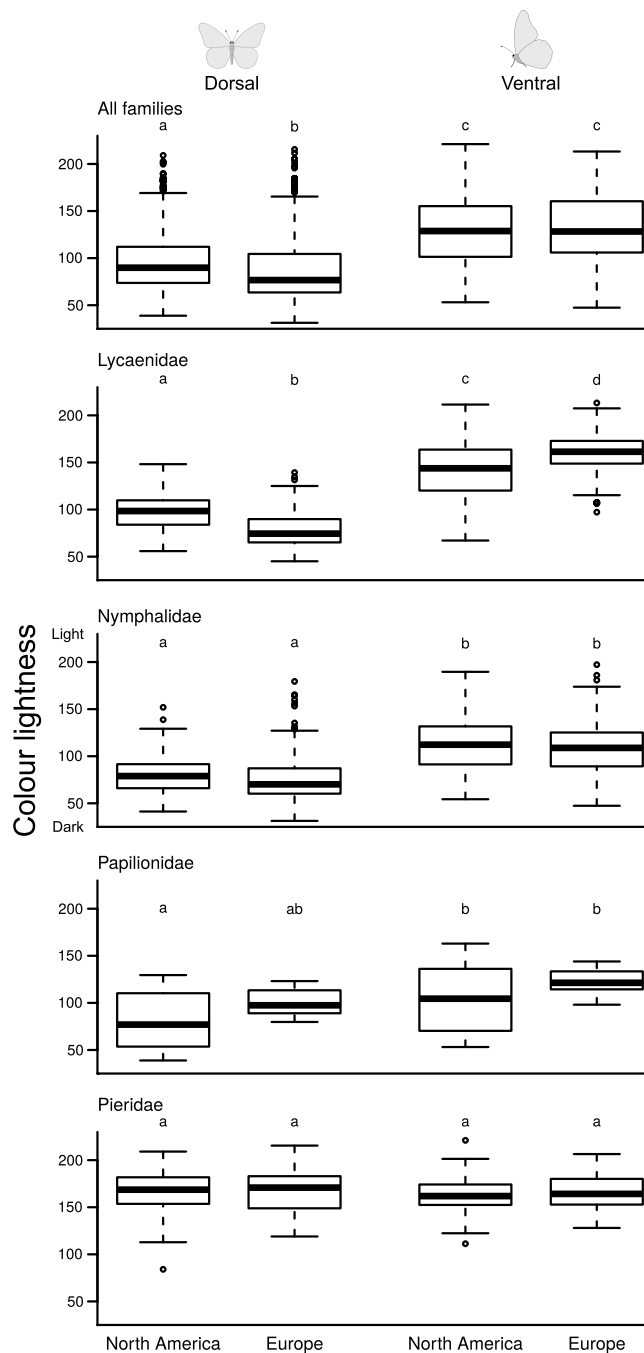 Dorsal Ventral
All families
a b c c
200
150
100
50
Lycaenidae
a b c d
200
150
100
50
Colour lightness
Nymphalidae
Light
a a b b
200
150
100
50
Dark
Papilionidae
a ab b b
200
150
100
50
Pieridae
a a a a
200
150
100
50
North America Europe North America Europe